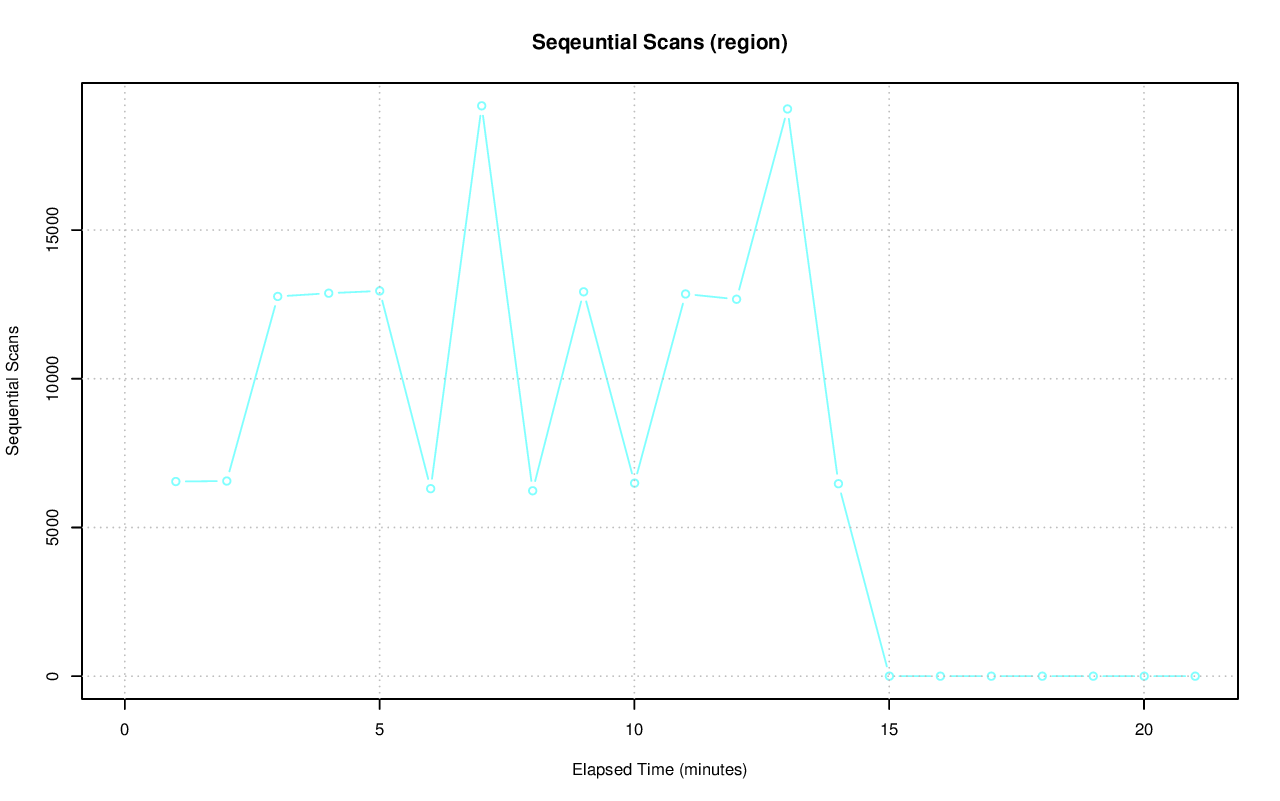 Seqeuntial Scans (region)
Sequential Scans
15000
10000
5000
0
0 5 10 15 20
Elapsed Time (minutes)